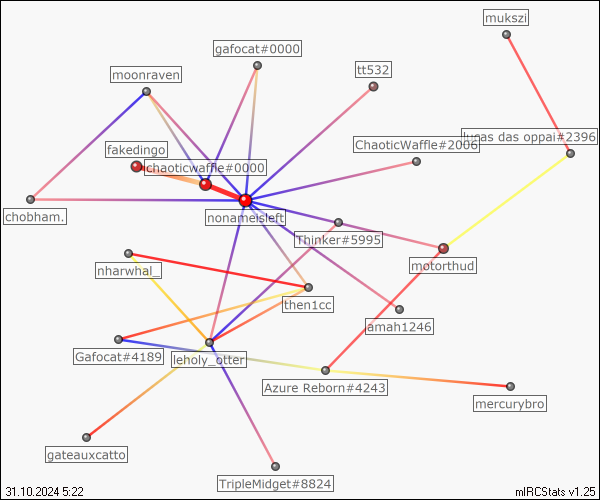 mukszi
gafocat#0000
tt532
moonraven
lucas das oppai#2396
ChaoticWaffle#2006
fakedingo
chaoticwaffle#0000
chobham.
nonameisleft
Thinker#5995
motorthud
nharwhal_
then1cc
amah1246
Gafocat#4189
leholy_otter
Azure Reborn#4243
mercurybro
gateauxcatto
TripleMidget#8824
31.10.2024 5:22
mIRCStats v1.25